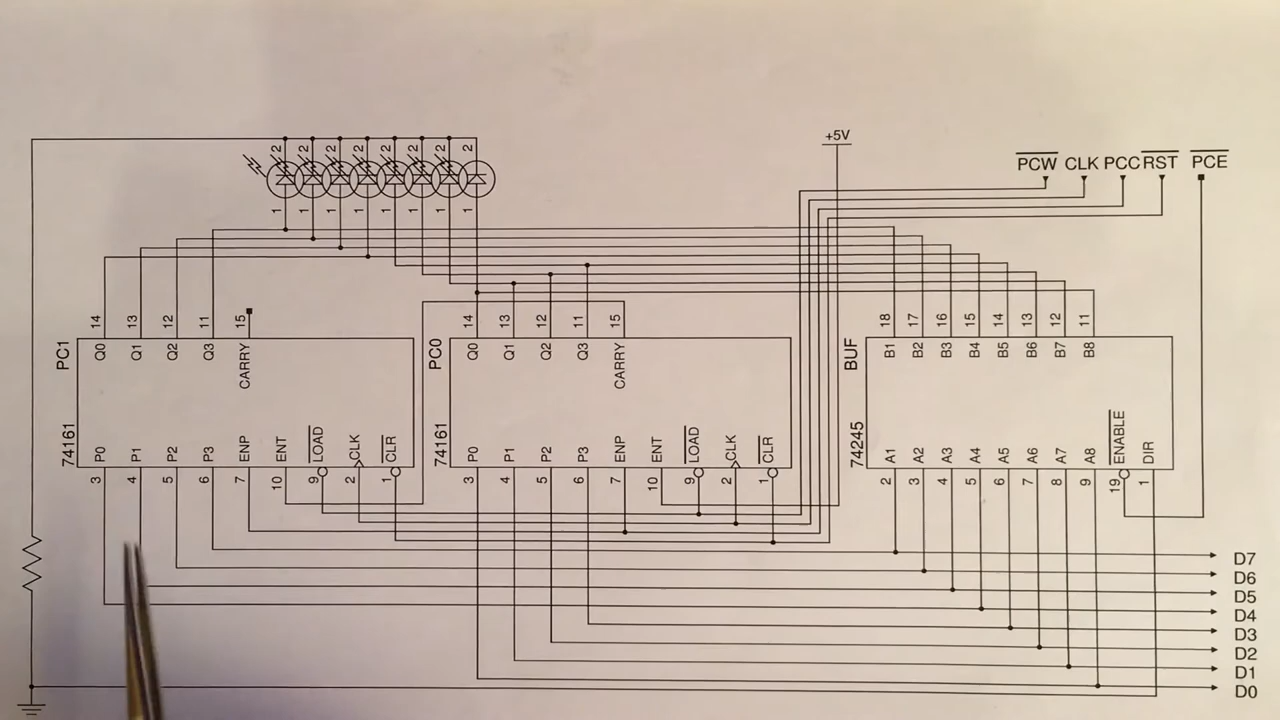 +5V
PCW CLK PCC RST PCE
2 2 2 2 2 2 2 2
1 1 1 1 1 1 1 1
14 13 12 11 15
14 13 12 11 15
18 17 16 15 14 13 12 11
PC1
Q0 Q1 Q2 Q3 CARRY
PC0
Q0 Q1 Q2 Q3 CARRY
BUF
B1 B2 B3 B4 B5 B6 B7 B8
74161
P0 P1 P2 P3 ENP ENT LOAD CLK CLR
74161
P0 P1 P2 P3 ENP ENT LOAD CLK CLR
74245
A1 A2 A3 A4 A5 A6 A7 A8 ENABLE DIR
3 4 5 6 7 10 9 2 1
3 4 5 6 7 10 9 2 1
2 3 4 5 6 7 8 9 19 1
D7
D6
D5
D4
D3
D2
D1
D0